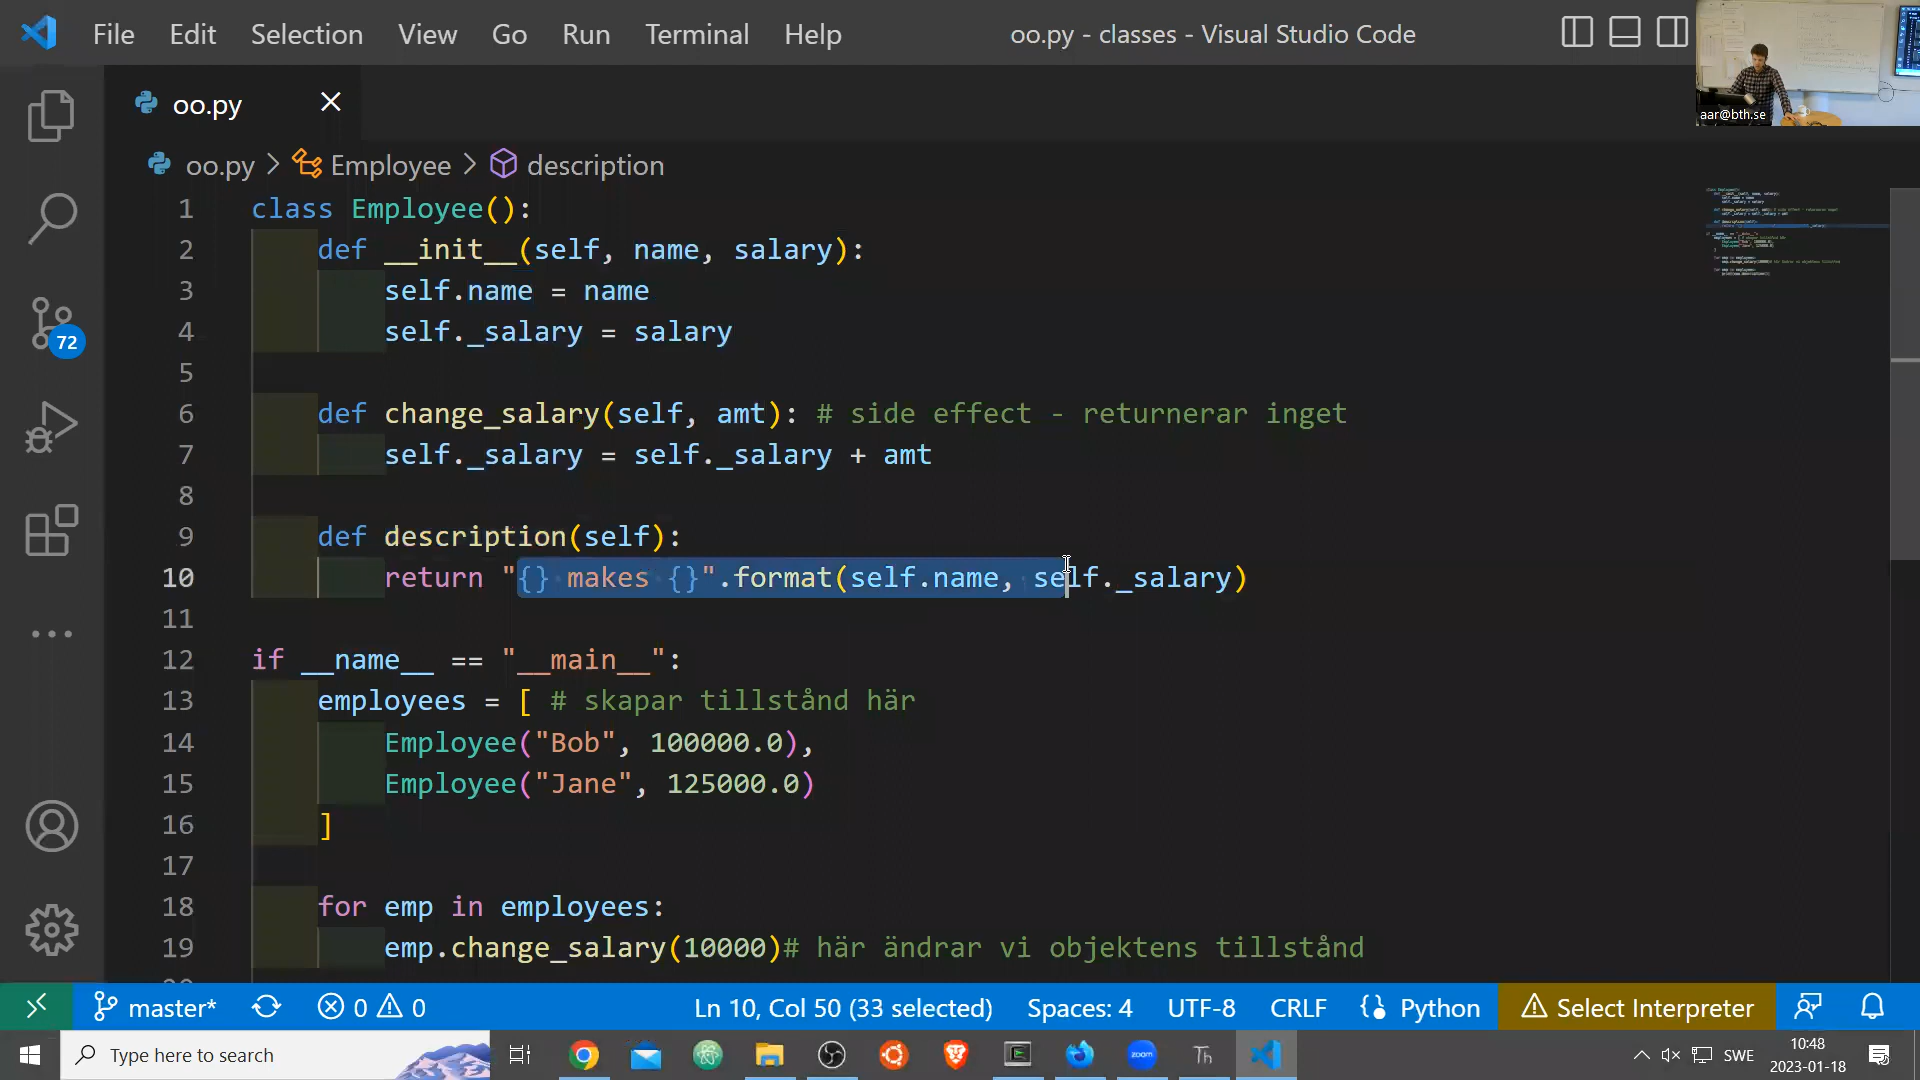 File Edit Selection View Go Run Terminal Help oo.py - classes - Visual Studio Code
aar@bth.se
oo.py
oo.py > Employee > description
1 class Employee():
2 def __init__(self, name, salary):
3 self.name = name
4 self._salary = salary
5
6 def change_salary(self, amt): # side effect - returnerar inget
7 self._salary = self._salary + amt
8
9 def description(self):
10 return "{} makes {}".format(self.name, self._salary)
11
12 if __name__ == "__main__":
13 employees = [ # skapar tillstånd här
14 Employee("Bob", 100000.0),
15 Employee("Jane", 125000.0)
16 ]
17
18 for emp in employees:
19 emp.change_salary(10000)# här ändrar vi objektens tillstånd
72
master* 0 0 Ln 10, Col 50 (33 selected) Spaces: 4 UTF-8 CRLF Python Select Interpreter
Type here to search
zoom
Th
SWE
10:48
2023-01-18